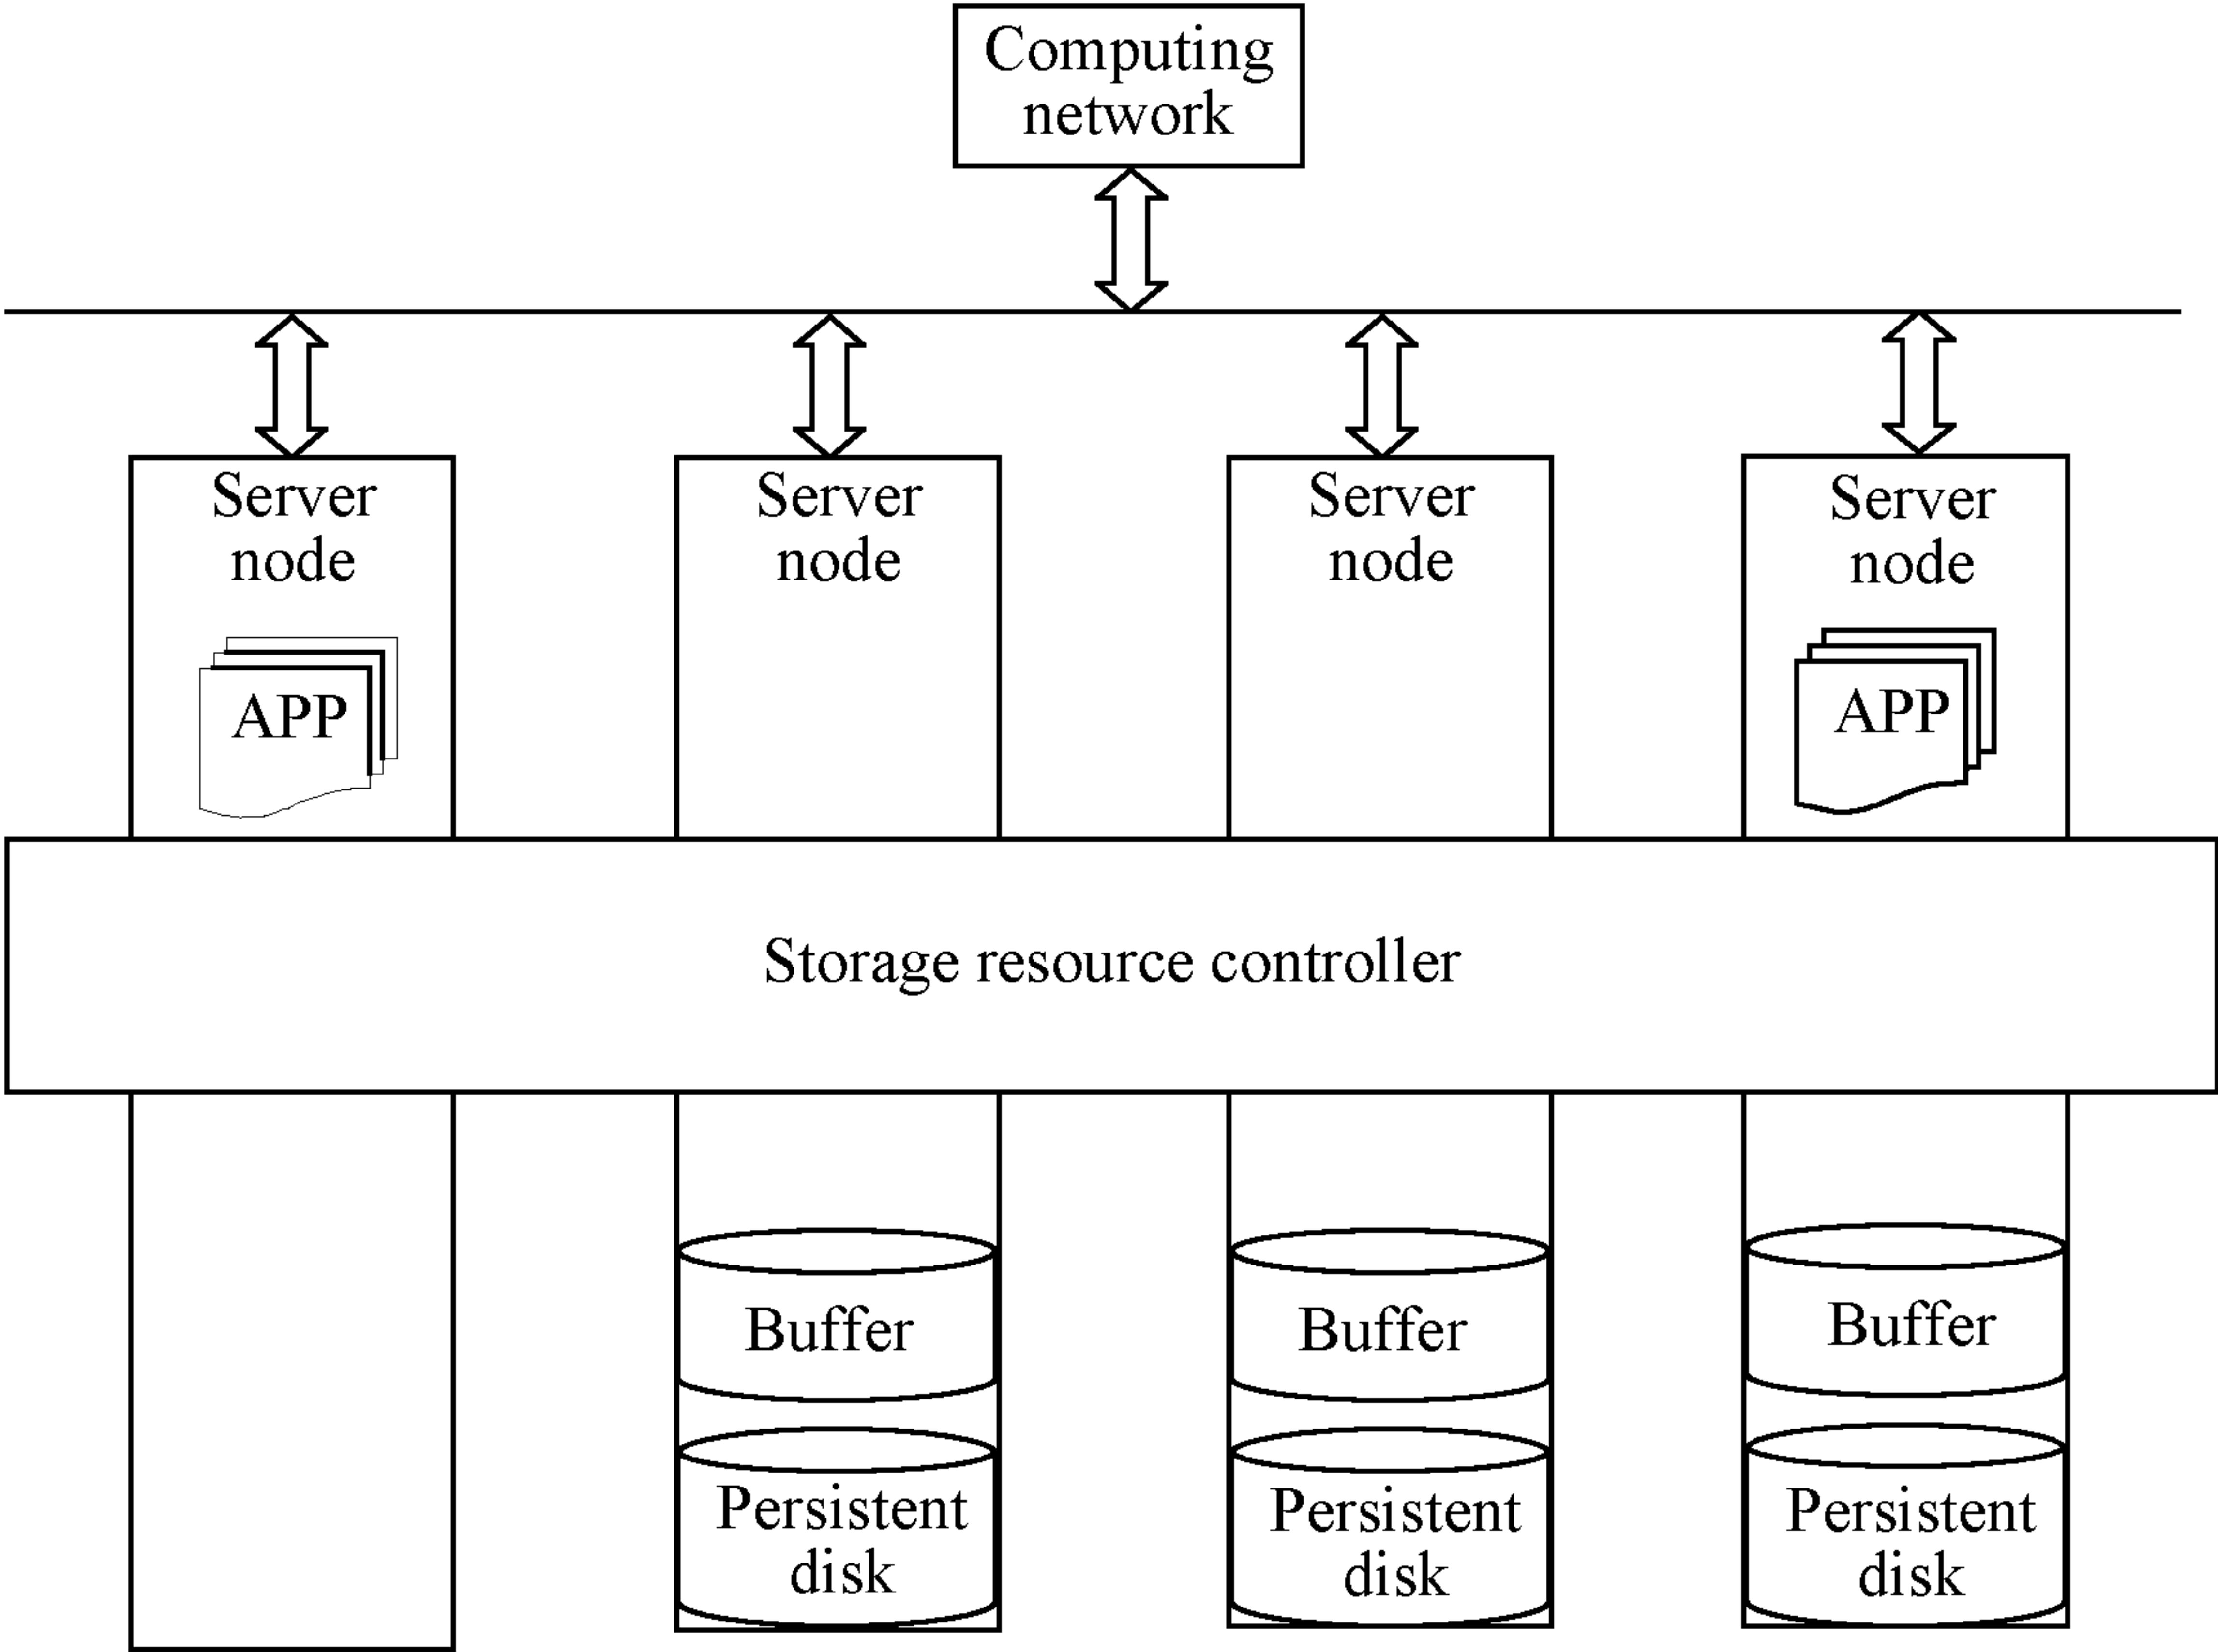 Computing
network
Server
node
Server
node
Server
node
Server
node
APP
APP
Storage resource controller
Buffer
Buffer
Buffer
Persistent
disk
Persistent
disk
Persistent
disk